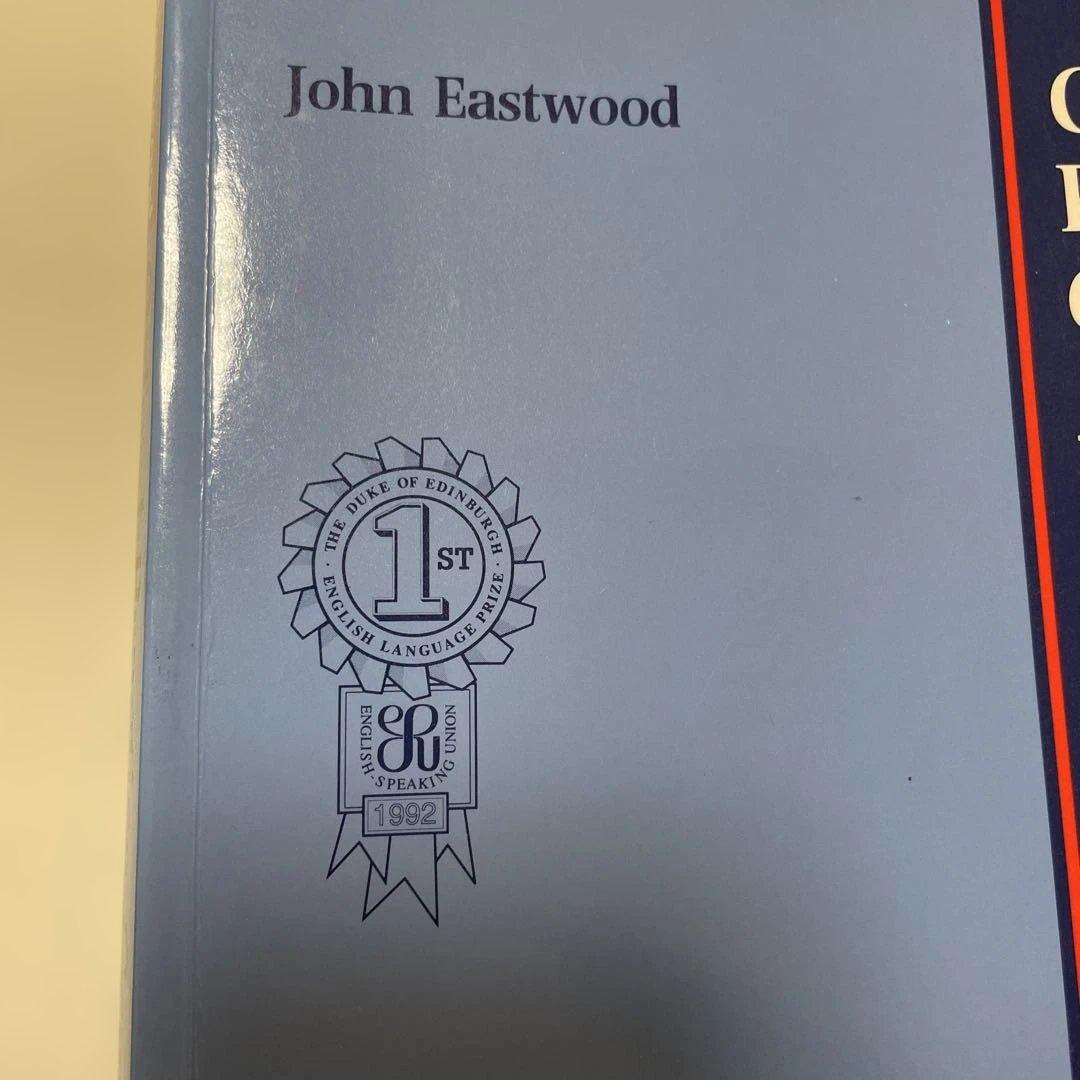 John Eastwood
· THE DUKE OF EDINBURGH ·
1ST
ENGLISH LANGUAGE PRIZE
ENGLISH-SPEAKING UNION
1992